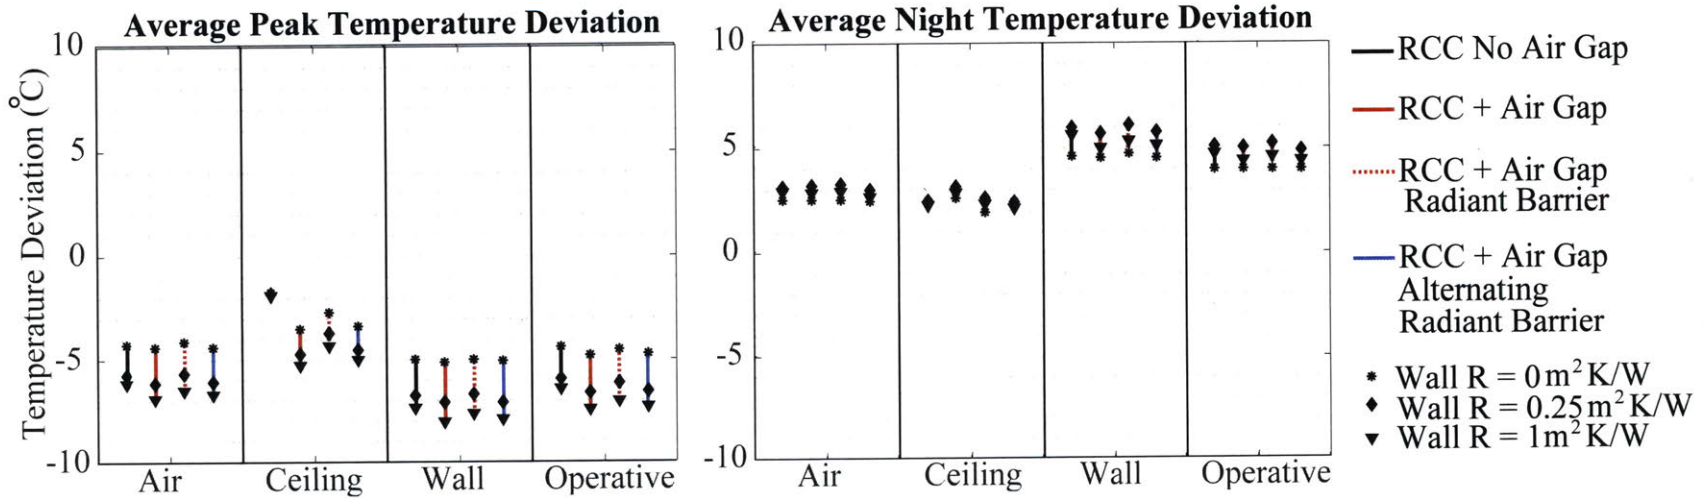 Average Peak Temperature Deviation
Temperature Deviation (°C)
10
5
0
-5
-10
Air
Ceiling
Wall
Operative
Average Night Temperature Deviation
10
5
0
-5
-10
Air
Ceiling
Wall
Operative
RCC No Air Gap
RCC + Air Gap
RCC + Air Gap
Radiant Barrier
RCC + Air Gap
Alternating
Radiant Barrier
Wall R = 0 m² K/W
Wall R = 0.25 m² K/W
Wall R = 1 m² K/W